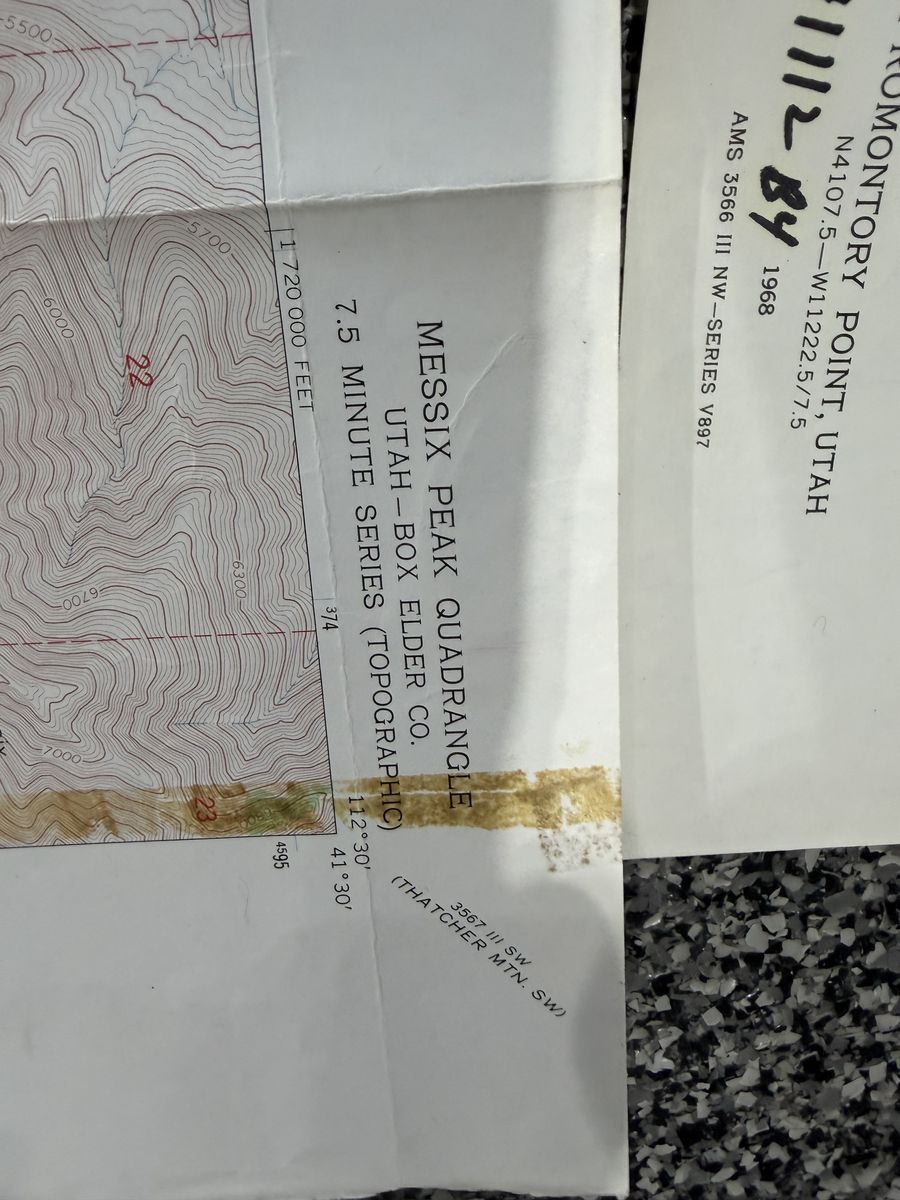 MESSIX PEAK QUADRANGLE
UTAH—BOX ELDER CO.
7.5 MINUTE SERIES (TOPOGRAPHIC)
3567 III SW
(THATCHER MTN. SW)
1 720 000 FEET
374
112°30′
41°30′
4595
5500
5700
6000
22
6300
6700
7000
23
PROMONTORY POINT, UTAH
N4107.5—W11222.5/7.5
1968
AMS 3566 III NW—SERIES V897